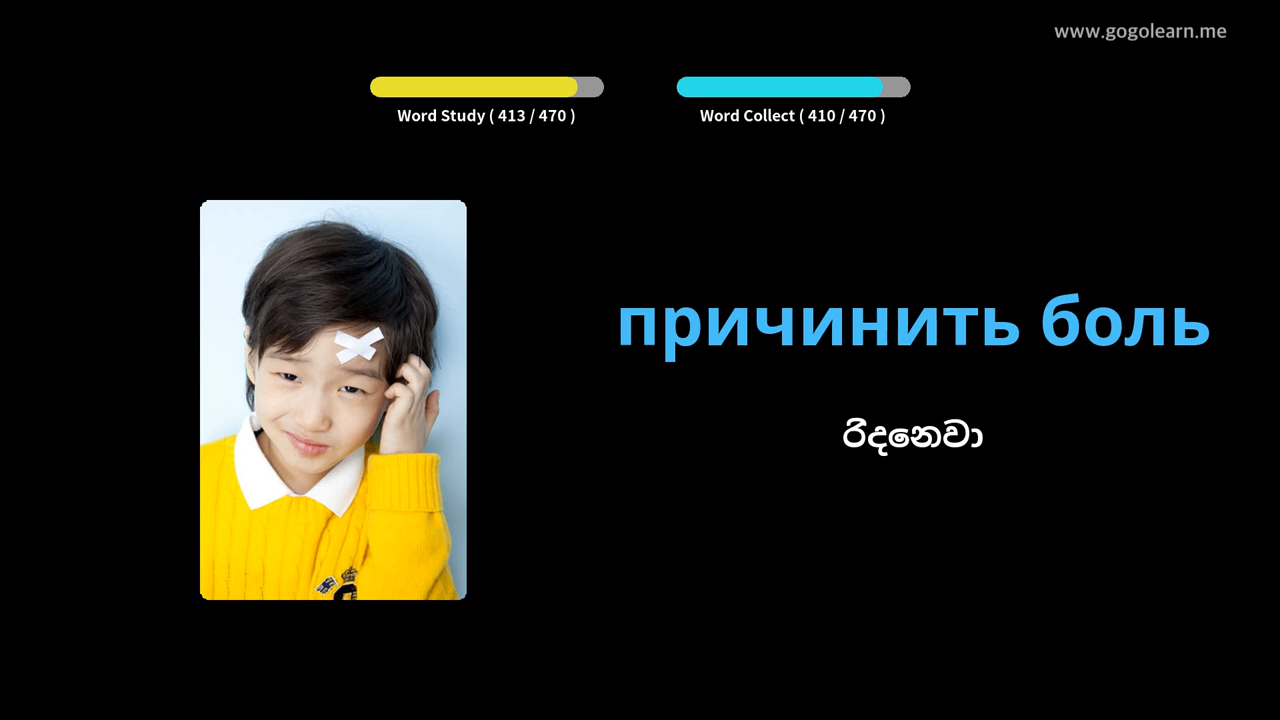 www.gogolearn.me
Word Study ( 413 / 470 )
Word Collect ( 410 / 470 )
причинить боль
රිදනෙවා